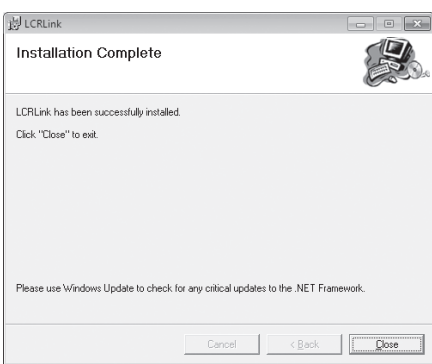 LCRLink
Installation Complete
LCRLink has been successfully installed.
Click "Close" to exit.
Please use Windows Update to check for any critical updates to the .NET Framework.
Cancel
< Back
Close